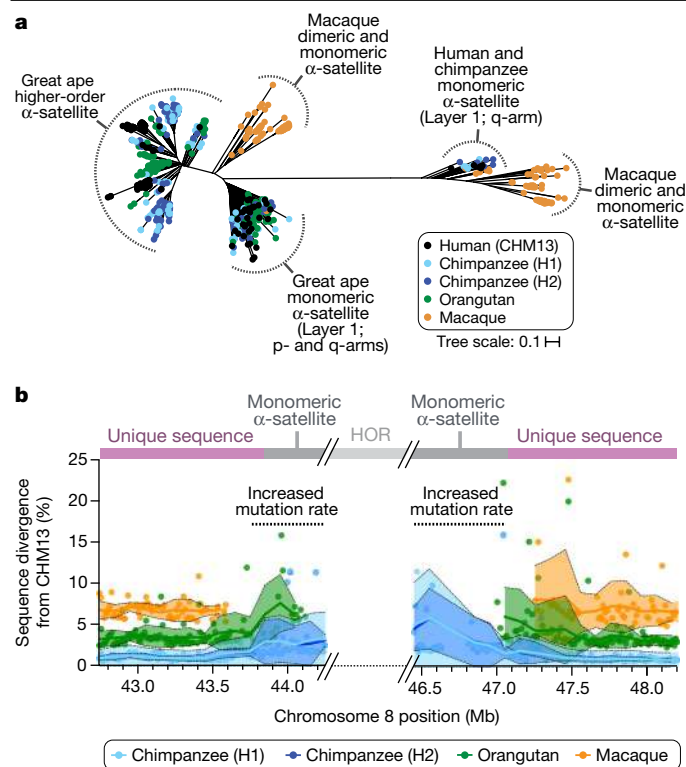 a
Macaque
dimeric and
monomeric
α-satellite
Great ape
higher-order
α-satellite
Human and
chimpanzee
monomeric
α-satellite
(Layer 1; q-arm)
Macaque
dimeric and
monomeric
α-satellite
Great ape
monomeric
α-satellite
(Layer 1;
p- and q-arms)
Human (CHM13)
Chimpanzee (H1)
Chimpanzee (H2)
Orangutan
Macaque
Tree scale: 0.1
b
Monomeric
α-satellite
Monomeric
α-satellite
Unique sequence
HOR
Unique sequence
Increased
mutation rate
Increased
mutation rate
Sequence divergence
from CHM13 (%)
25
20
15
10
5
0
43.0 43.5 44.0 46.5 47.0 47.5 48.0
Chromosome 8 position (Mb)
Chimpanzee (H1) Chimpanzee (H2) Orangutan Macaque